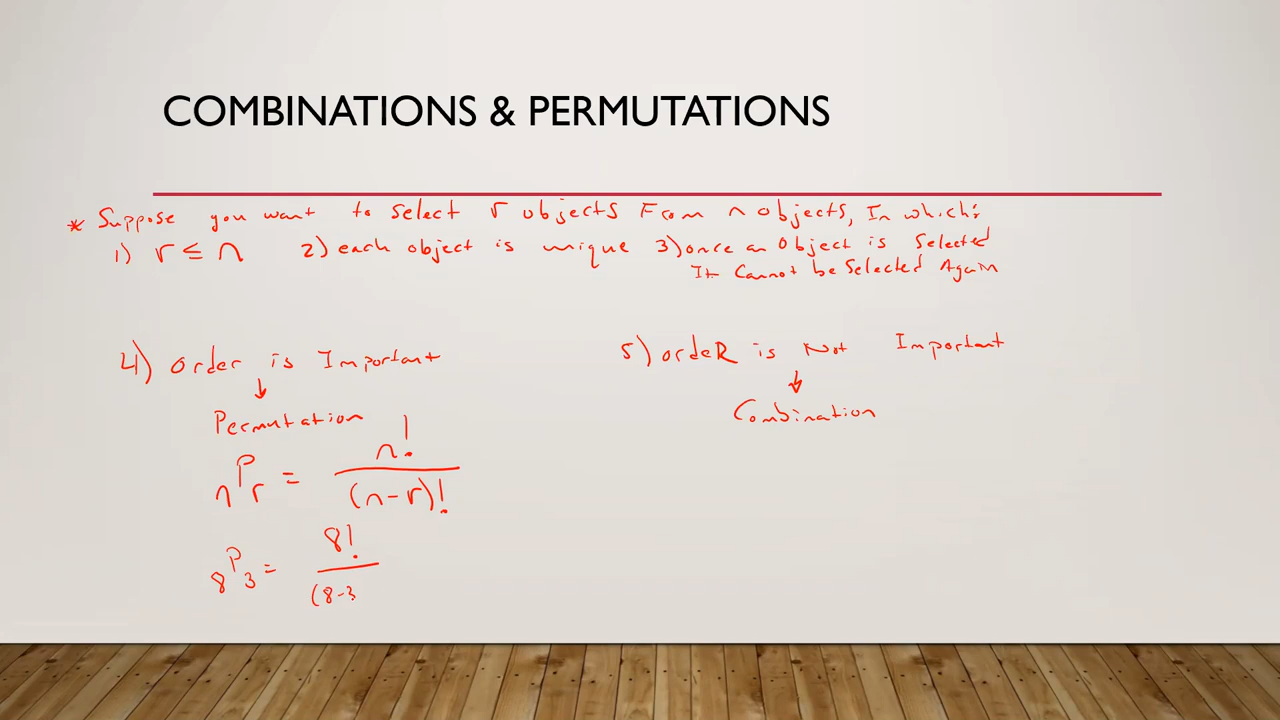 COMBINATIONS & PERMUTATIONS
* Suppose you want to select r objects From n objects, In which:
1) r ≤ n 2) each object is unique 3) once an object is Selected
It Cannot be Selected Again
4) Order is Important 5) ordeR is Not Important
↓ ↓
Permutation Combination
nPr = n! / (n-r)!
8P3 = 8! / (8-3